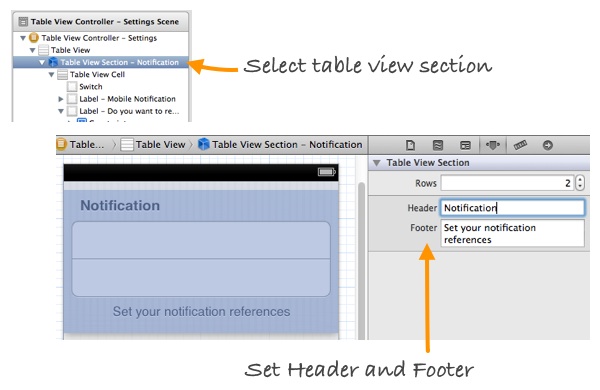 Table View Controller – Settings Scene
Table View Controller – Settings
Table View
Table View Section – Notification
Table View Cell
Switch
Label – Mobile Notification
Label – Do you want to re...
Select table view section
Table... Table View Table View Section – Notification
Table View Section
Rows 2
Header Notification
Footer Set your notification
references
Notification
Set your notification references
Set Header and Footer